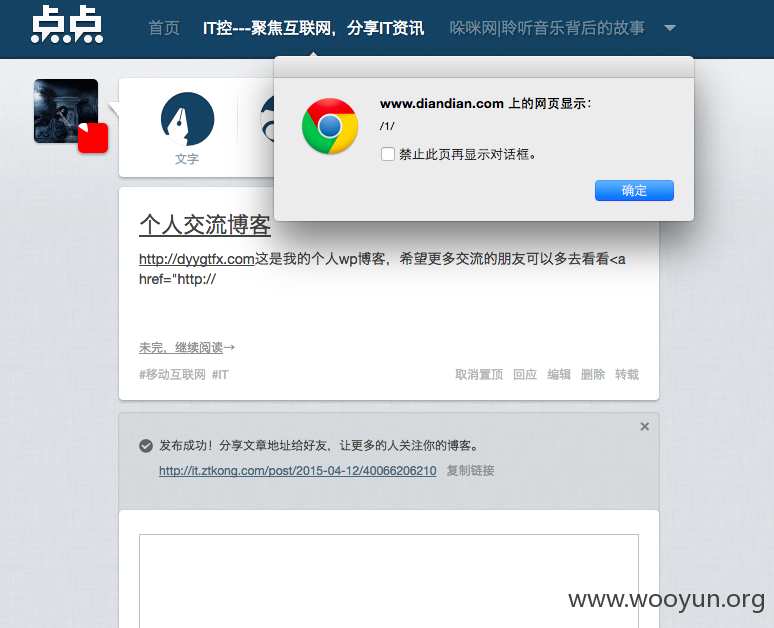 点点
首页 IT控---聚焦互联网，分享IT资讯 哚咪网|聆听音乐背后的故事
www.diandian.com 上的网页显示：
/1/
禁止此页再显示对话框。
确定
文字
个人交流博客
http://dyygtfx.com这是我的个人wp博客，希望更多交流的朋友可以多去看看<a
href="http://
未完，继续阅读→
#移动互联网 #IT 取消置顶 回应 编辑 删除 转载
发布成功！分享文章地址给好友，让更多的人关注你的博客。
http://it.ztkong.com/post/2015-04-12/40066206210 复制链接
www.wooyun.org